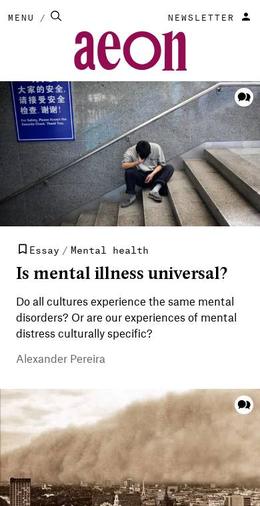 MENU / NEWSLETTER
aeon
大家的安全,
请接受安全
检查. 谢谢!
For Safety, Please Accept the
Security Check. Thank You.
Essay / Mental health
Is mental illness universal?
Do all cultures experience the same mental
disorders? Or are our experiences of mental
distress culturally specific?
Alexander Pereira